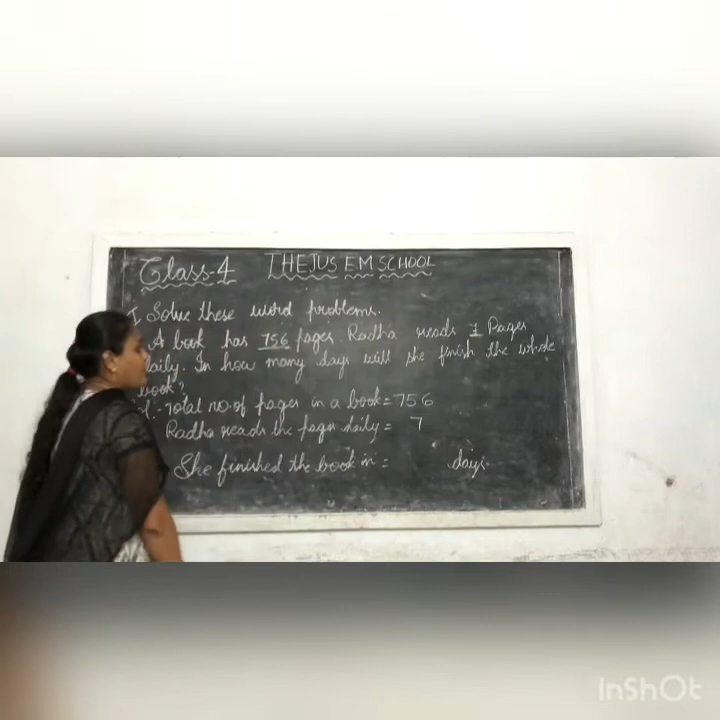 Class-4 THEJUS EM SCHOOL
I Solve these word problems.
A book has 756 pages Radha reads 7 Pages
daily. In how many days will she finish the whole
book?
Total no. of pages in a book = 756
Radha reads the pages daily = 7
She finished the book in = days
InShOt